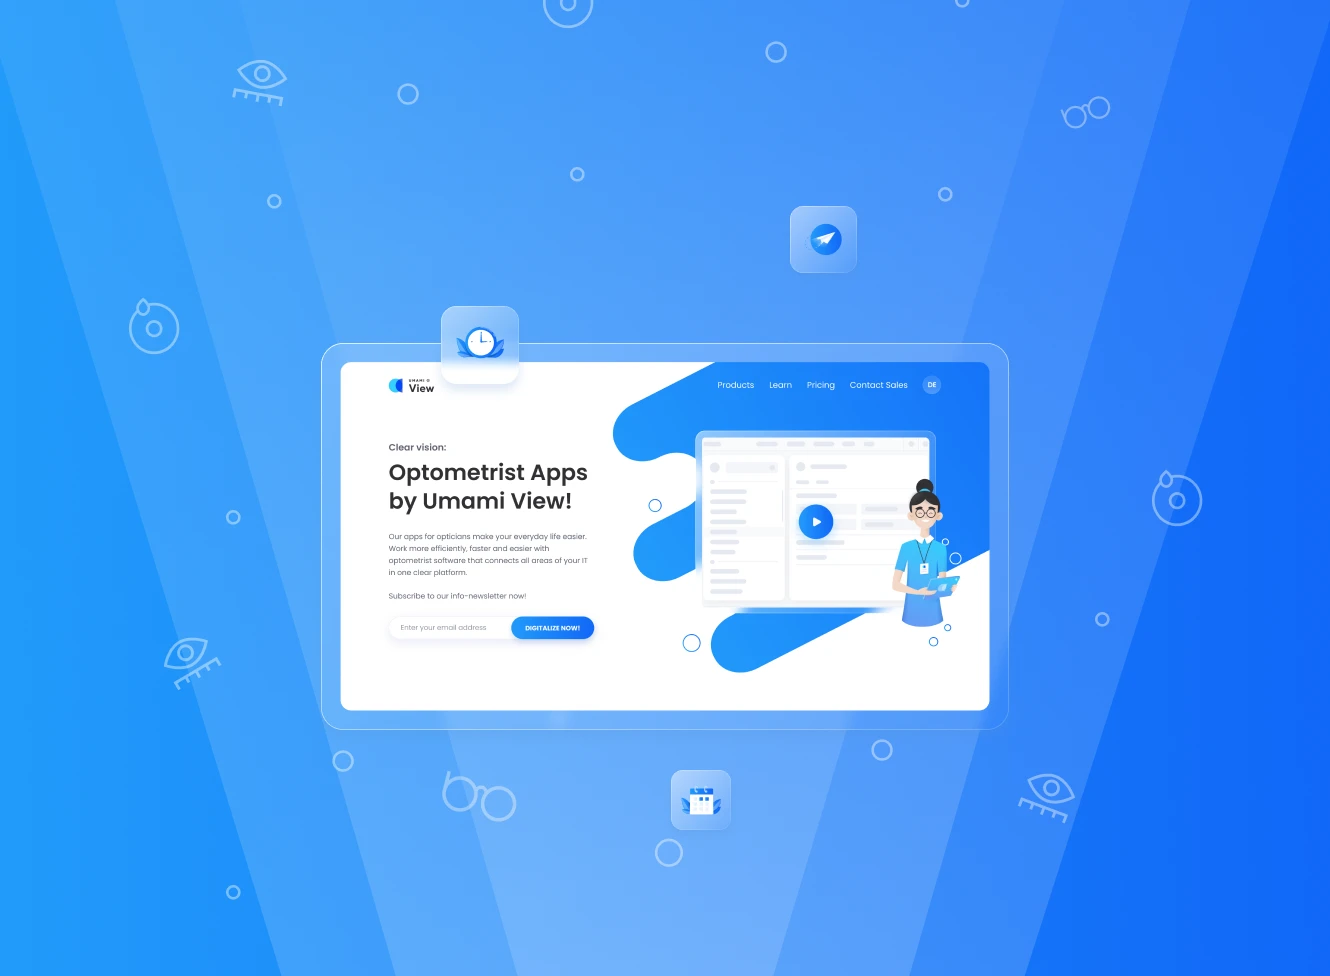 UMAMI
View
Products Learn Pricing Contact Sales DE
Clear vision:
Optometrist Apps
by Umami View!
Our apps for opticians make your everyday life easier.
Work more efficiently, faster and easier with
optometrist software that connects all areas of your IT
in one clear platform.
Subscribe to our info-newsletter now!
Enter your email address DIGITALIZE NOW!